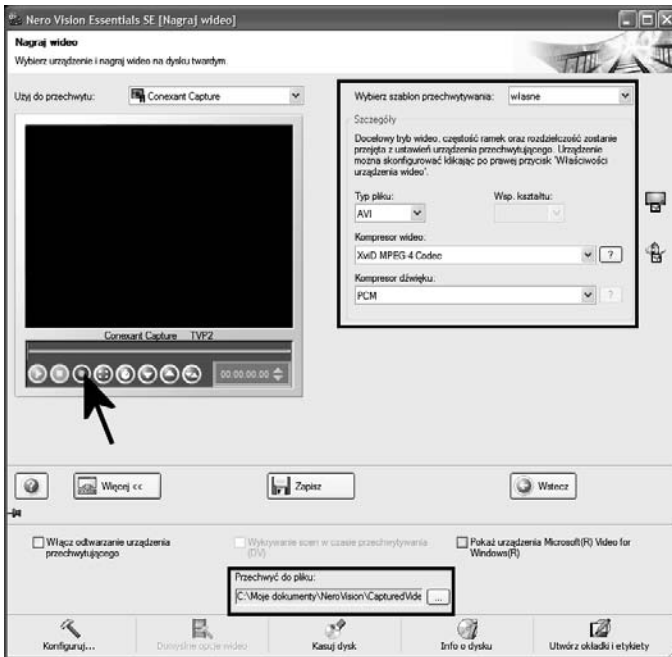 Nero Vision Essentials SE [Nagraj wideo]
Nagraj wideo
Wybierz urządzenie i nagraj wideo na dysku twardym.
Użyj do przechwytu:
Conexant Capture
Wybierz szablon przechwytywania:
własne
Szczegóły
Docelowy tryb wideo, częstość ramek oraz rozdzielczość zostanie
przejęta z ustawień urządzenia przechwytującego. Urządzenie
można skonfigurować klikając po prawej przycisk 'Właściwości
urządzenia wideo'.
Typ pliku:
Wsp. kształtu:
AVI
Kompresor wideo:
XviD MPEG-4 Codec
?
Kompresor dźwięku:
PCM
?
Conexant Capture TVP2
00:00:00.00
Więcej <<
Zapisz
Wstecz
Włącz odtwarzanie urządzenia
przechwytującego
Wykrywanie scen w czasie przechwytywania
(DV)
Pokaż urządzenia Microsoft(R) Video for
Windows(R)
Przechwyć do pliku:
C:\Moje dokumenty\NeroVision\CapturedVide
...
Konfiguruj...
Domyślne opcje wideo
Kasuj dysk
Info o dysku
Utwórz okładki i etykiety